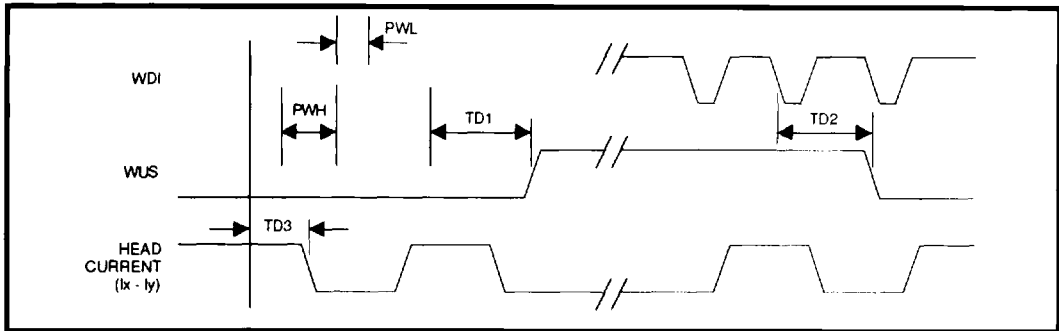 PWL
WDI
PWH
TD1
TD2
WUS
TD3
HEAD
CURRENT
(Ix - Iy)